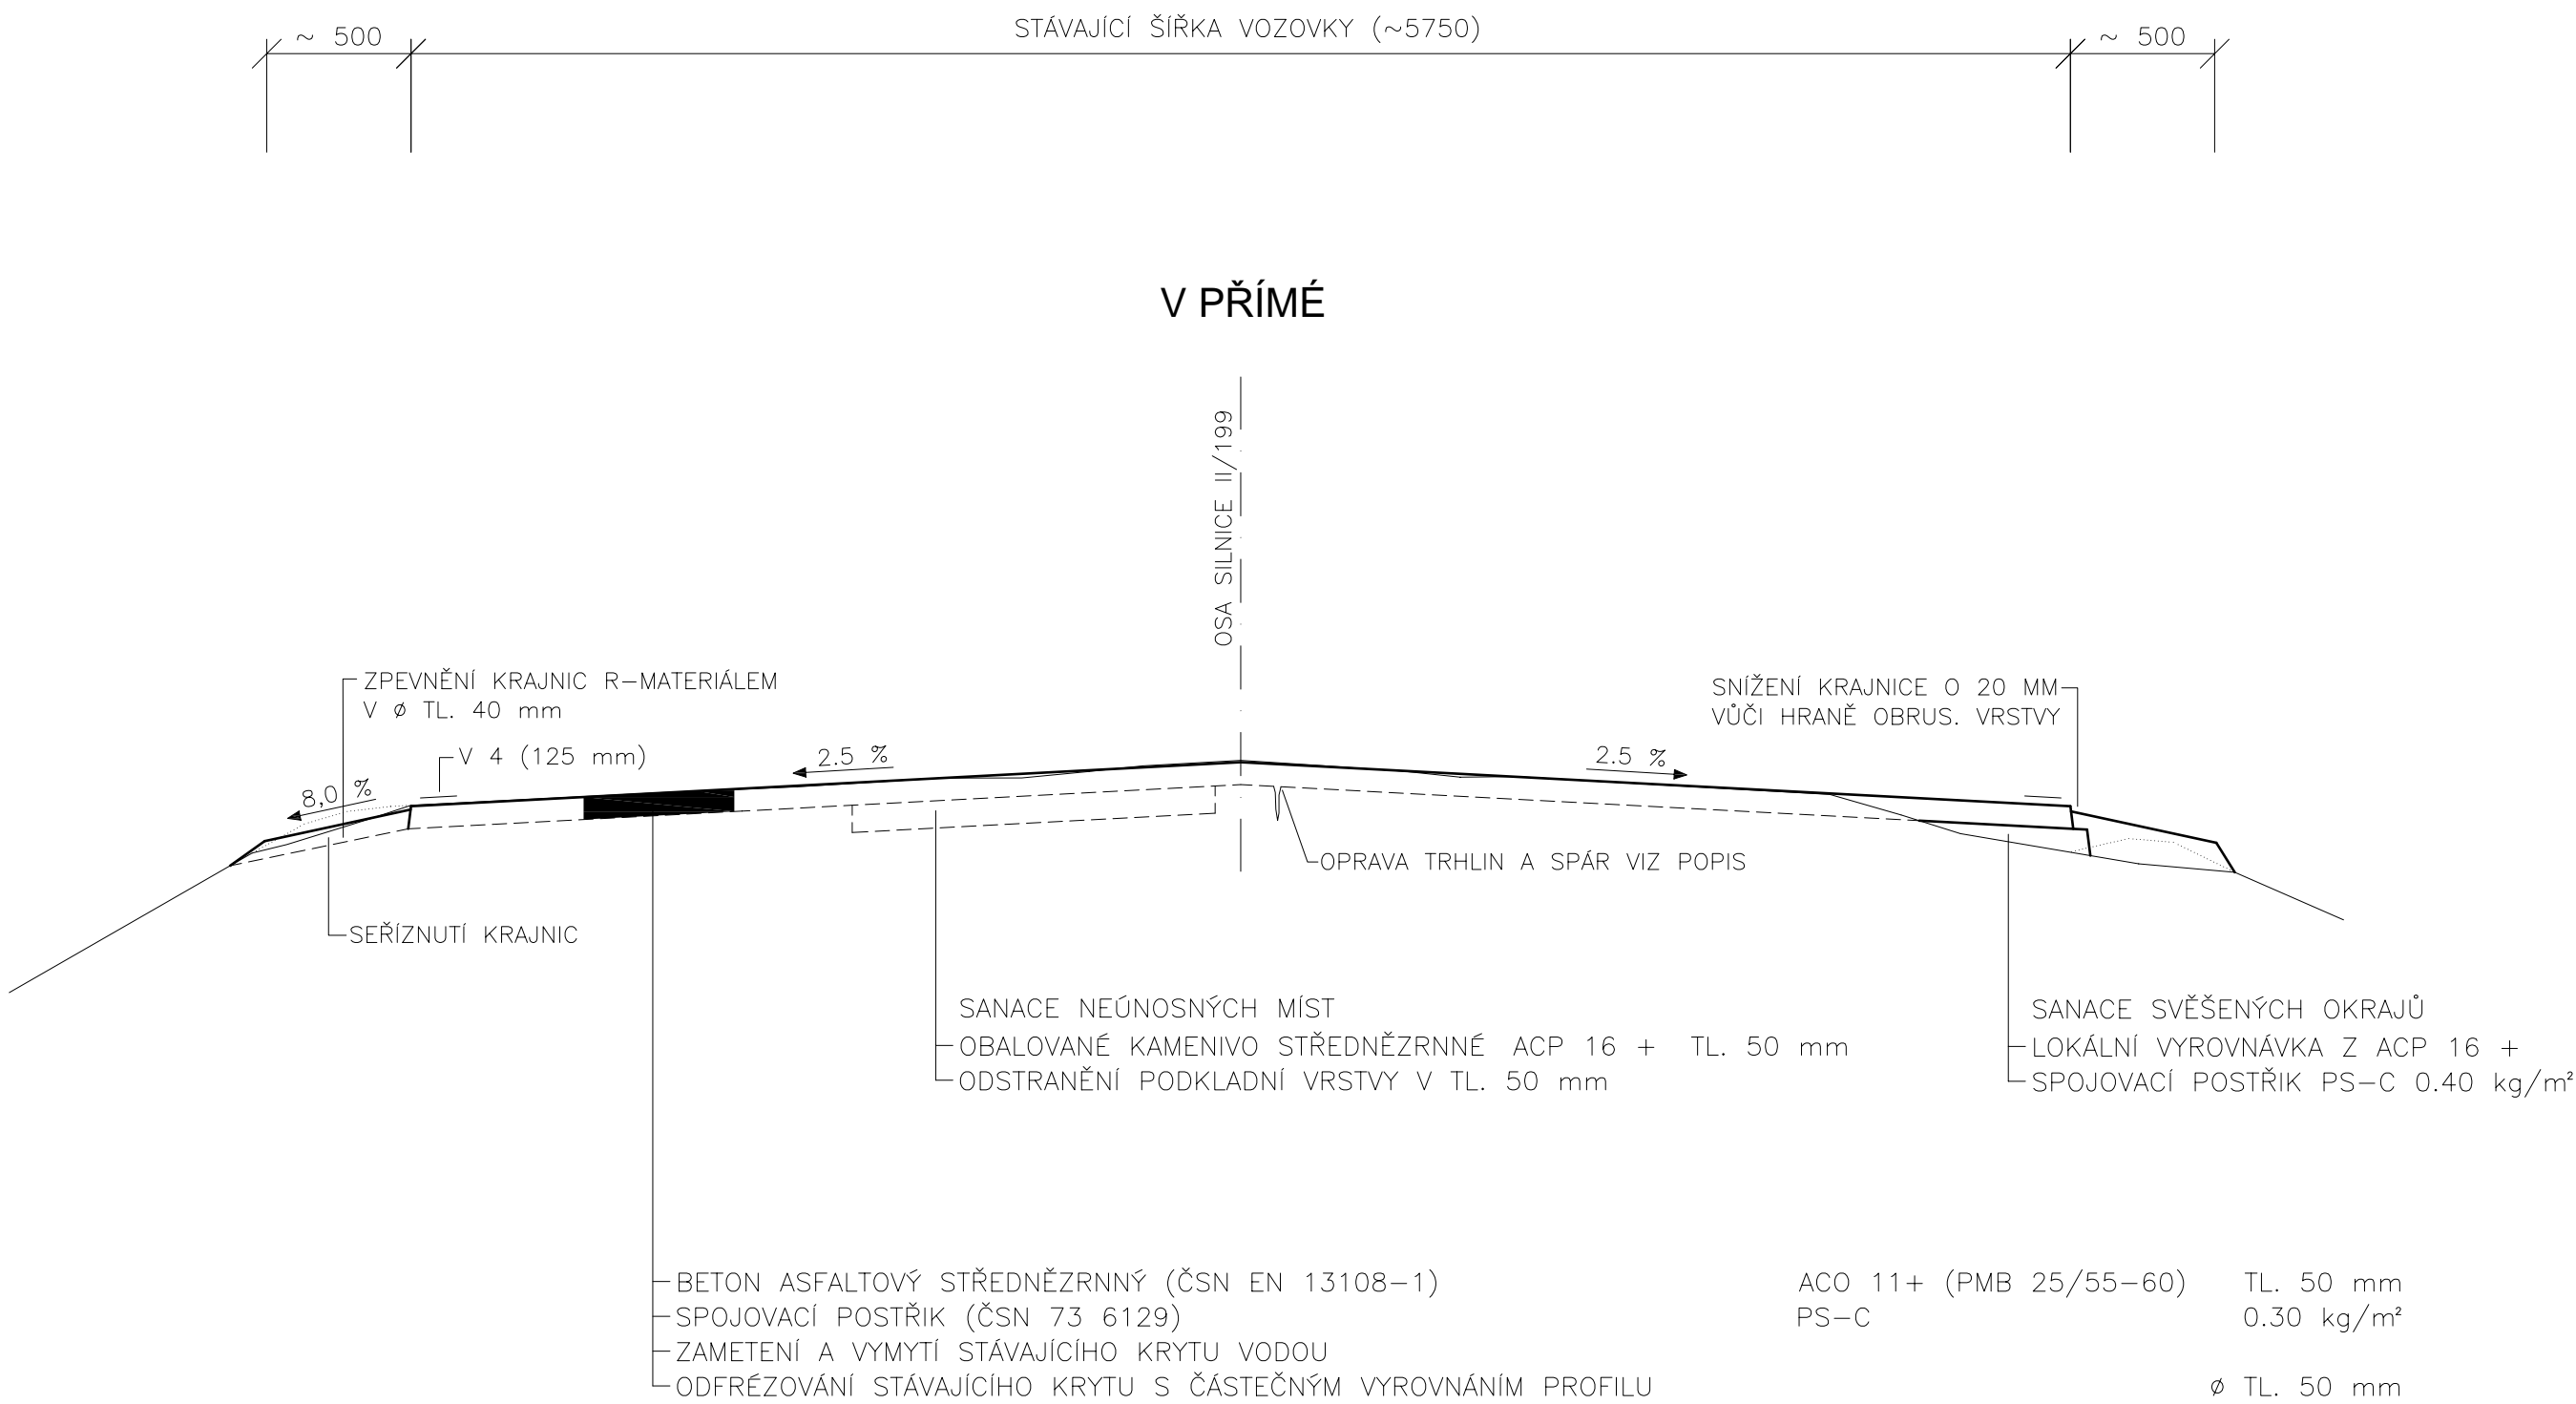 STÁVAJÍCÍ ŠÍŘKA VOZOVKY (~5750)
~ 500
~ 500
V PŘÍMÉ
OSA SILNICE II/199
ZPEVNĚNÍ KRAJNIC R-MATERIÁLEM
V ø TL. 40 mm
SNÍŽENÍ KRAJNICE O 20 MM
VŮČI HRANĚ OBRUS. VRSTVY
V 4 (125 mm)
2.5 %
2.5 %
8,0 %
OPRAVA TRHLIN A SPÁR VIZ POPIS
SEŘÍZNUTÍ KRAJNIC
SANACE NEÚNOSNÝCH MÍST
OBALOVANÉ KAMENIVO STŘEDNĚZRNNÉ ACP 16 + TL. 50 mm
ODSTRANĚNÍ PODKLADNÍ VRSTVY V TL. 50 mm
SANACE SVĚŠENÝCH OKRAJŮ
LOKÁLNÍ VYROVNÁVKA Z ACP 16 +
SPOJOVACÍ POSTŘIK PS-C 0.40 kg/m²
BETON ASFALTOVÝ STŘEDNĚZRNNÝ (ČSN EN 13108-1) ACO 11+ (PMB 25/55-60) TL. 50 mm
SPOJOVACÍ POSTŘIK (ČSN 73 6129) PS-C 0.30 kg/m²
ZAMETENÍ A VYMYTÍ STÁVAJÍCÍHO KRYTU VODOU
ODFRÉZOVÁNÍ STÁVAJÍCÍHO KRYTU S ČÁSTEČNÝM VYROVNÁNÍM PROFILU ø TL. 50 mm